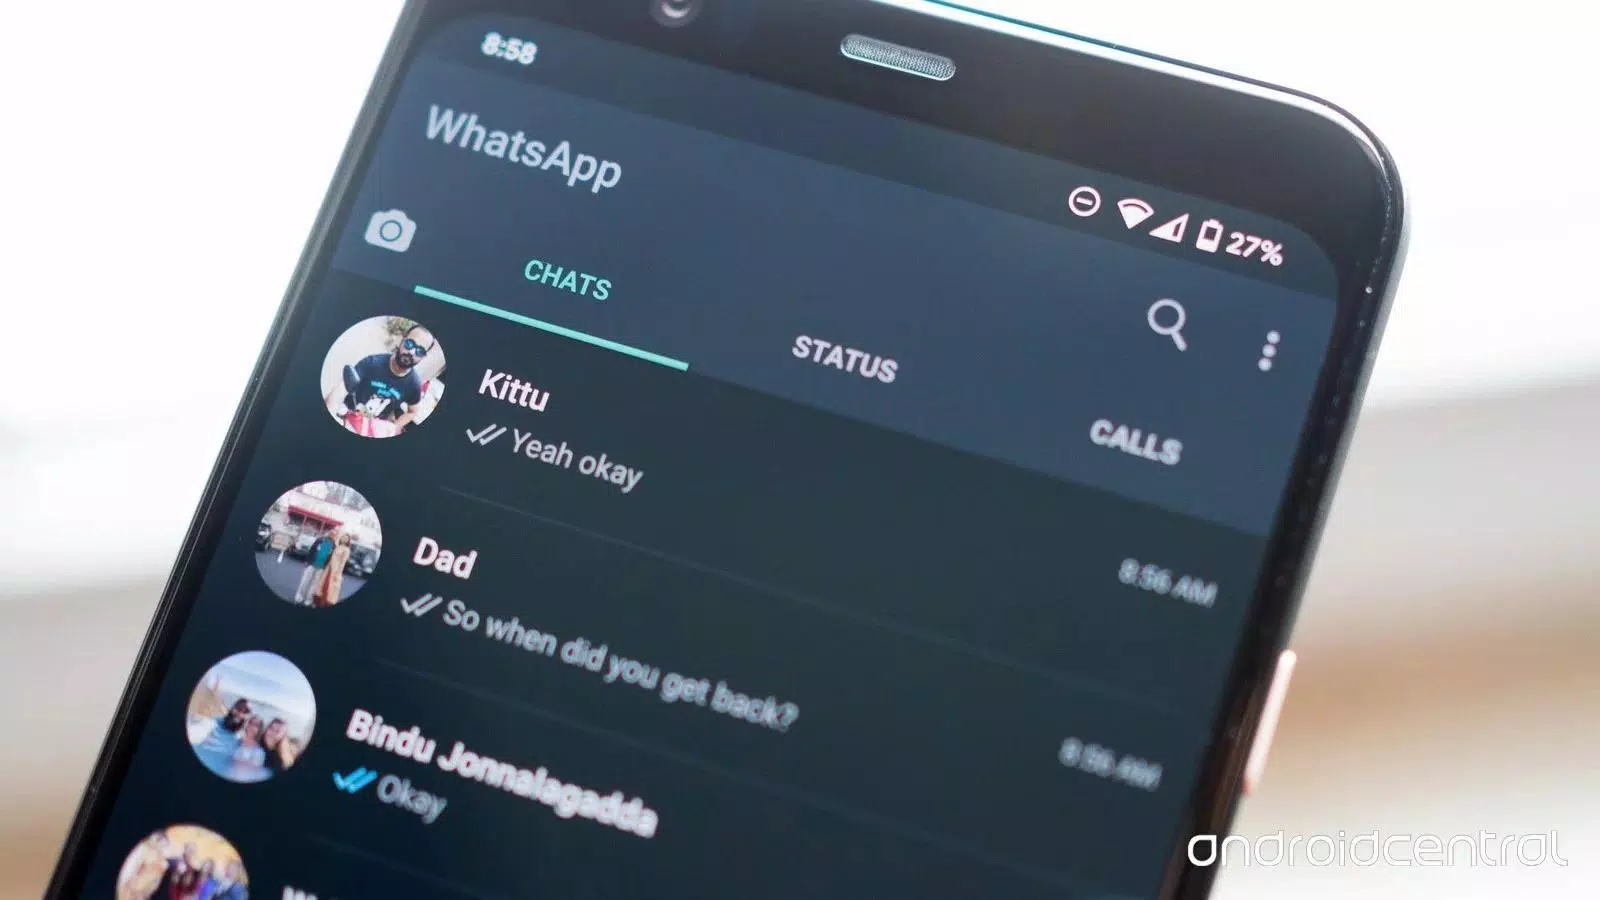 8:58
27%
WhatsApp
CHATS
STATUS
CALLS
Kittu
Yeah okay
8:56 AM
Dad
So when did you get back?
8:56 AM
Bindu Jonnalagadda
Okay
androidcentral